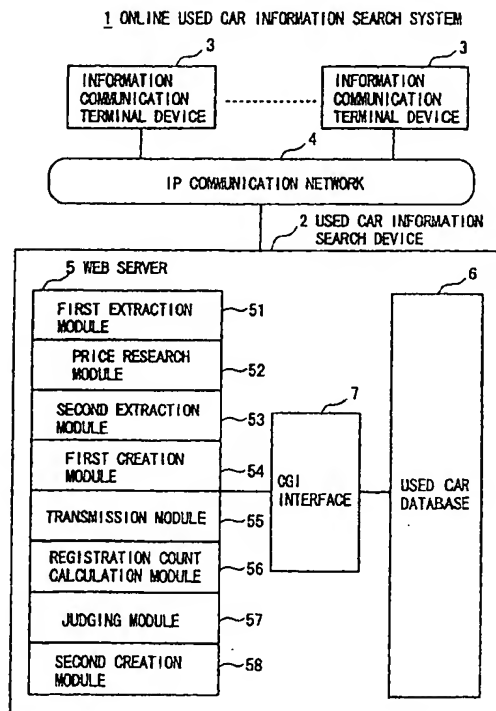 1 ONLINE USED CAR INFORMATION SEARCH SYSTEM
3
3
INFORMATION
COMMUNICATION
TERMINAL DEVICE
INFORMATION
COMMUNICATION
TERMINAL DEVICE
4
IP COMMUNICATION NETWORK
2 USED CAR INFORMATION
SEARCH DEVICE
5 WEB SERVER
6
FIRST EXTRACTION
MODULE
51
PRICE RESEARCH
MODULE
52
SECOND EXTRACTION
MODULE
53
7
FIRST CREATION
MODULE
54
CGI
INTERFACE
USED CAR
DATABASE
TRANSMISSION MODULE
55
REGISTRATION COUNT
CALCULATION MODULE
56
JUDGING MODULE
57
SECOND CREATION
MODULE
58